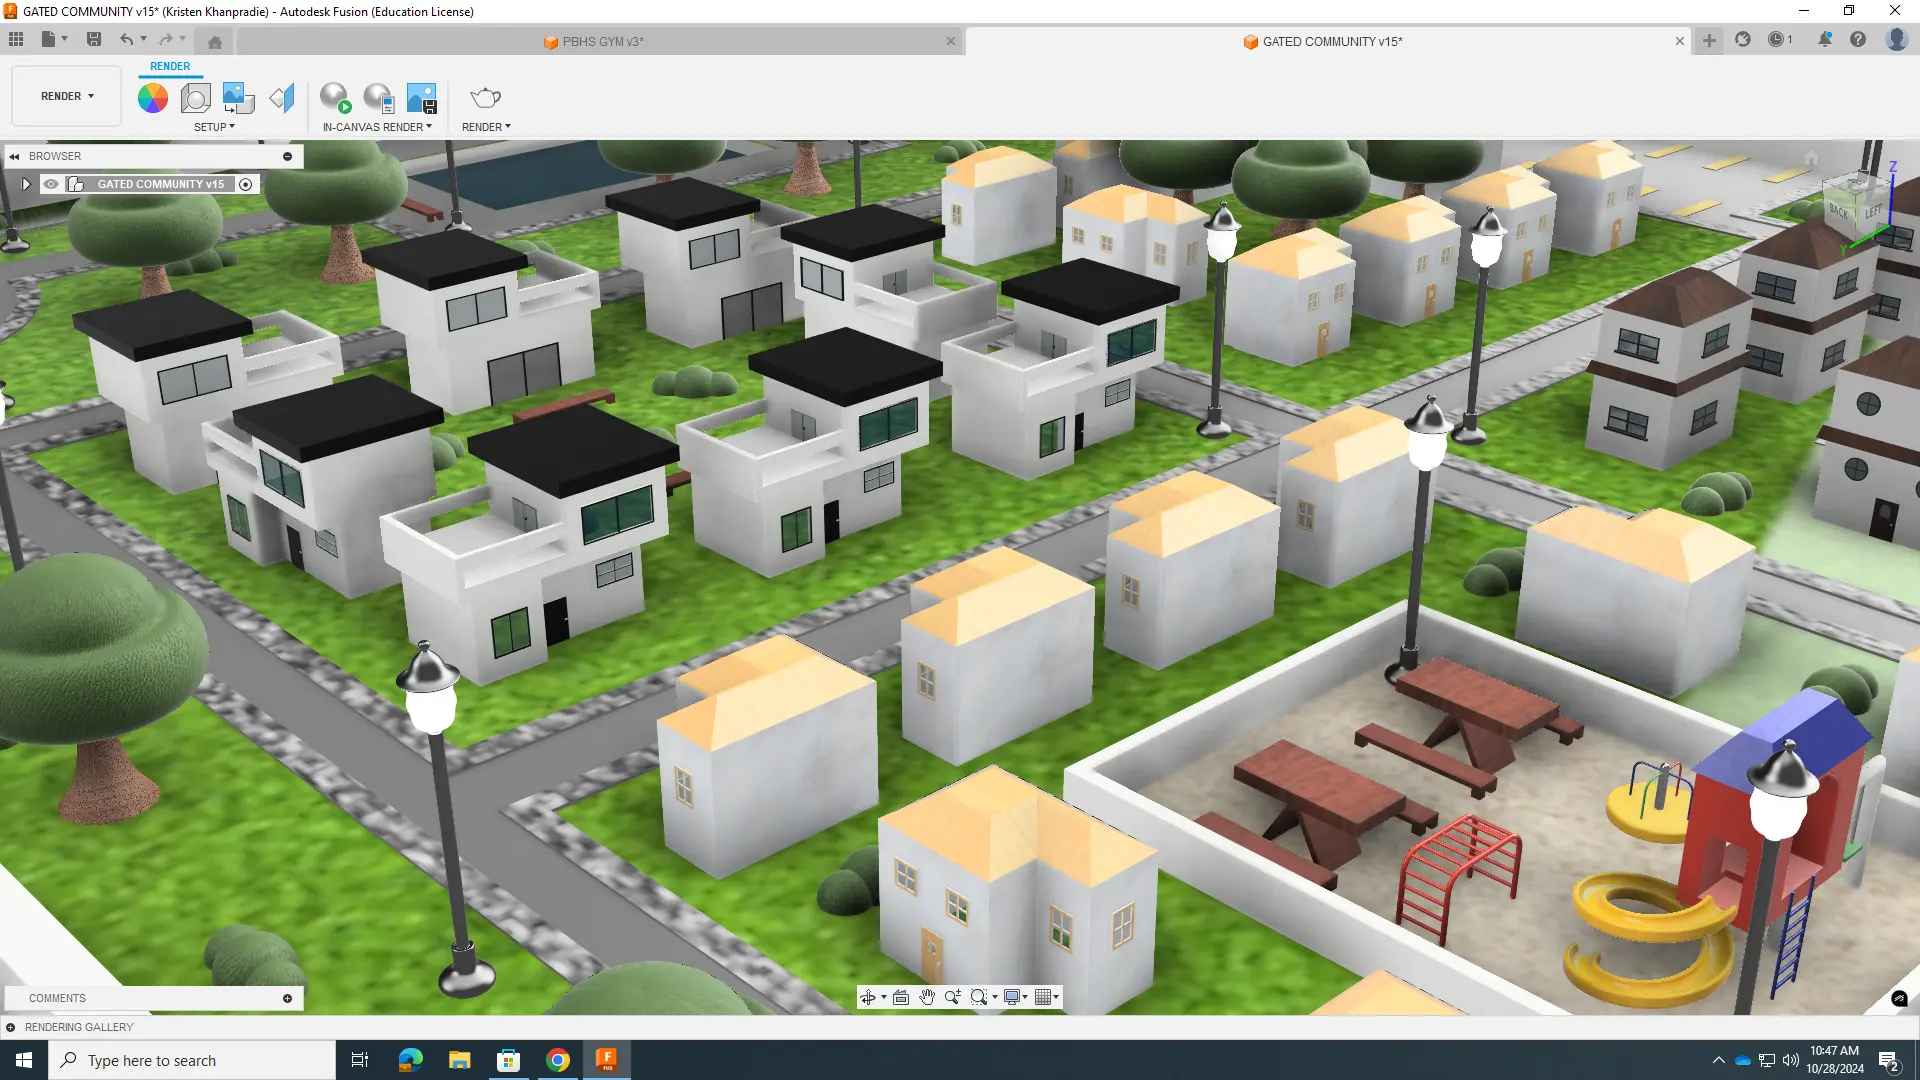 GATED COMMUNITY v15* (Kristen Khanpradie) - Autodesk Fusion (Education License)
PBHS GYM v3*
GATED COMMUNITY v15*
1
RENDER
RENDER
SETUP
IN-CANVAS RENDER
RENDER
BROWSER
GATED COMMUNITY v15
Z
BACK
LEFT
Y
COMMENTS
RENDERING GALLERY
Type here to search
F
FUS
10:47 AM
10/28/2024
2